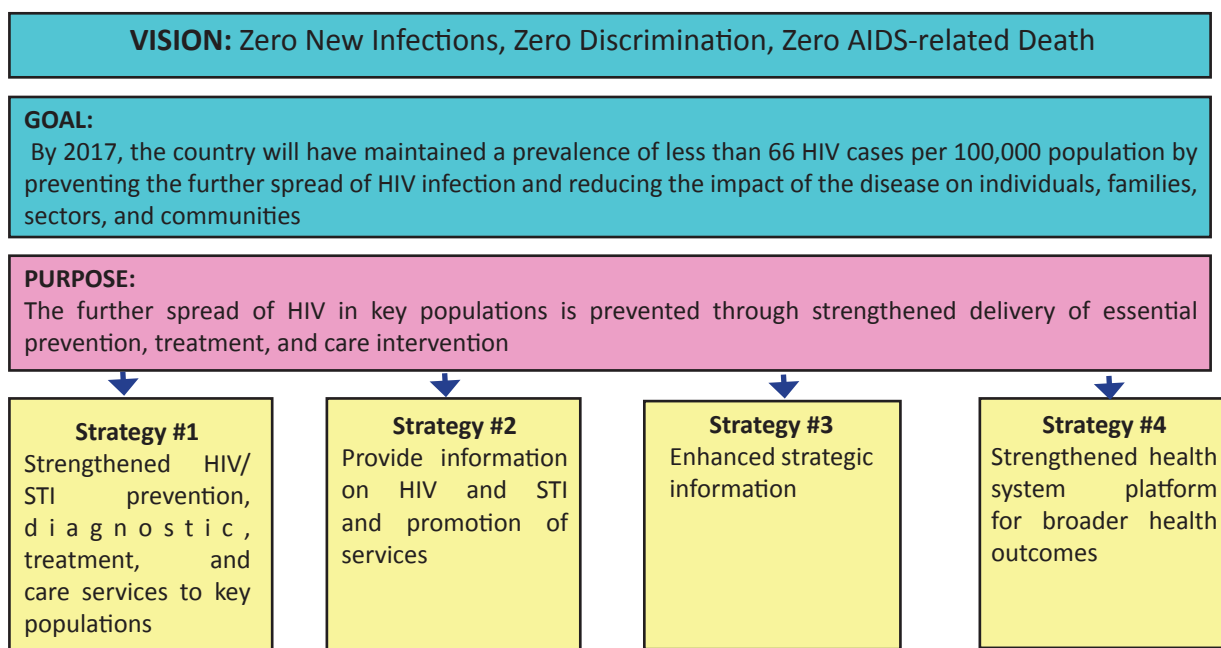 VISION: Zero New Infections, Zero Discrimination, Zero AIDS-related Death
GOAL:
By 2017, the country will have maintained a prevalence of less than 66 HIV cases per 100,000 population by
preventing the further spread of HIV infection and reducing the impact of the disease on individuals, families,
sectors, and communities
PURPOSE:
The further spread of HIV in key populations is prevented through strengthened delivery of essential
prevention, treatment, and care intervention
Strategy #1
Strengthened HIV/
STI prevention,
diagnostic,
treatment, and
care services to key
populations
Strategy #2
Provide information
on HIV and STI
and promotion of
services
Strategy #3
Enhanced strategic
information
Strategy #4
Strengthened health
system platform
for broader health
outcomes